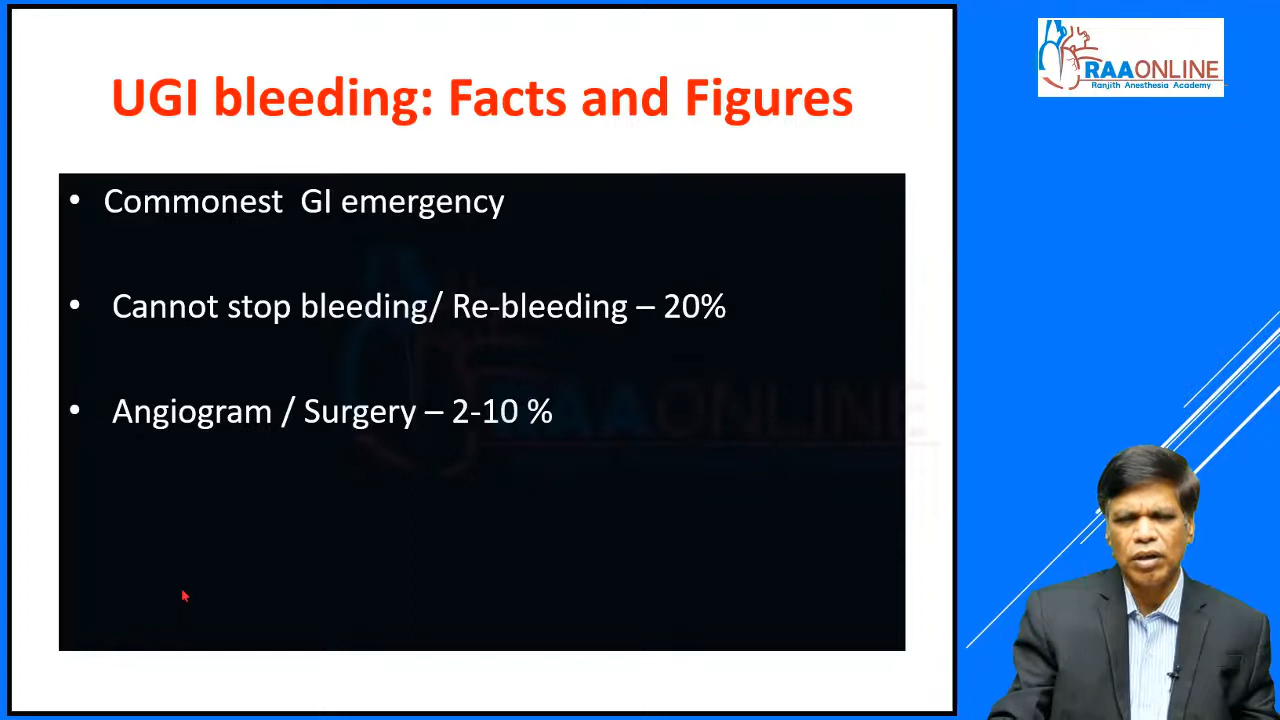 RAAONLINE
Ranjith Anesthesia Academy
UGI bleeding: Facts and Figures
• Commonest GI emergency
• Cannot stop bleeding/ Re-bleeding – 20%
• Angiogram / Surgery – 2-10 %
RAAONLINE